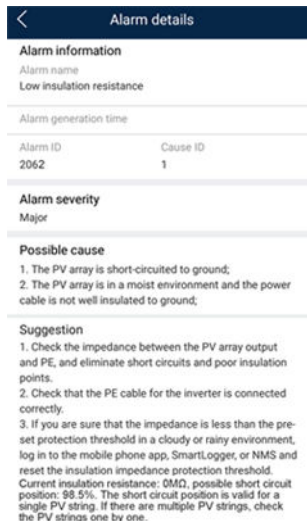 Alarm details
Alarm information
Alarm name
Low insulation resistance
Alarm generation time
Alarm ID
Cause ID
2062
1
Alarm severity
Major
Possible cause
1. The PV array is short-circuited to ground;
2. The PV array is in a moist environment and the power
cable is not well insulated to ground;
Suggestion
1. Check the impedance between the PV array output
and PE, and eliminate short circuits and poor insulation
points.
2. Check that the PE cable for the inverter is connected
correctly.
3. If you are sure that the impedance is less than the pre-
set protection threshold in a cloudy or rainy environment,
log in to the mobile phone app, SmartLogger, or NMS and
reset the insulation impedance protection threshold.
Current insulation resistance: 0MΩ, possible short circuit
position: 98.5%. The short circuit position is valid for a
single PV string. If there are multiple PV strings, check
the PV strings one by one.